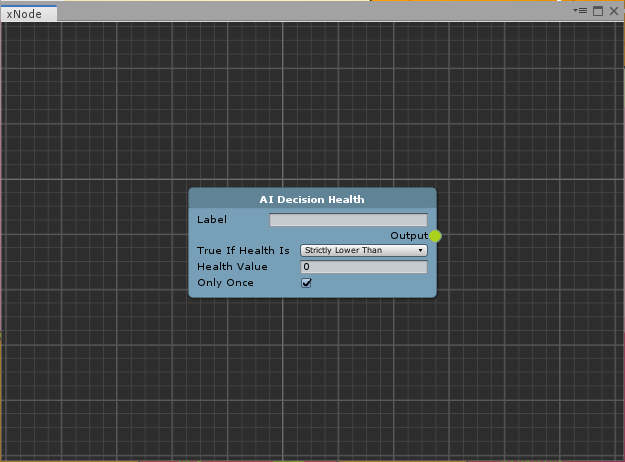 xNode
AI Decision Health
Label
Output
True If Health Is Strictly Lower Than
Health Value 0
Only Once